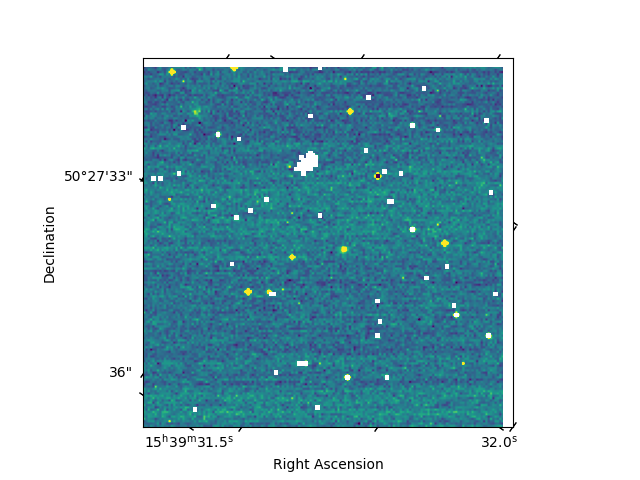 50°27'33"
Declination
36"
15ʰ39ᵐ31.5ˢ
32.0ˢ
Right Ascension